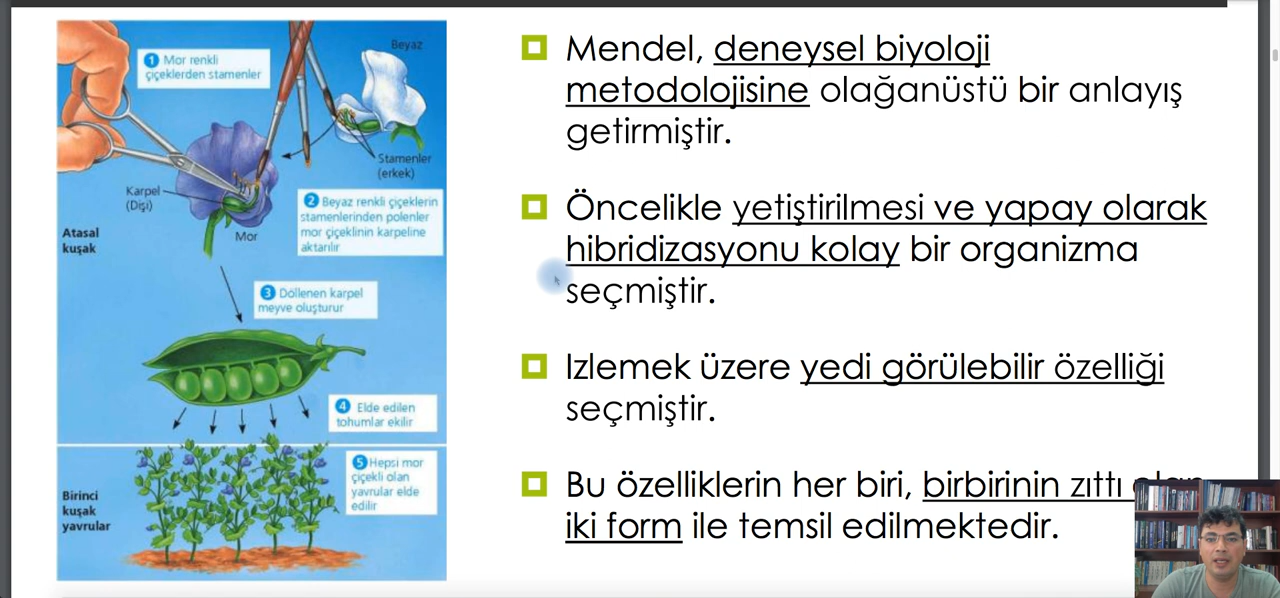 1 Mor renkli
çiçeklerden stamenler
Beyaz
Stamenler
(erkek)
Karpel
(Dişi)
2 Beyaz renkli çiçeklerin
stamenlerinden polenler
mor çiçeklinin karpeline
aktarılır
Mor
Atasal
kuşak
3 Döllenen karpel
meyve oluşturur
4 Elde edilen
tohumlar ekilir
5 Hepsi mor
çiçekli olan
yavrular elde
edilir
Birinci
kuşak
yavrular
Mendel, deneysel biyoloji
metodolojisine olağanüstü bir anlayış
getirmiştir.
Öncelikle yetiştirilmesi ve yapay olarak
hibridizasyonu kolay bir organizma
seçmiştir.
Izlemek üzere yedi görülebilir özelliği
seçmiştir.
Bu özelliklerin her biri, birbirinin zıttı olan
iki form ile temsil edilmektedir.